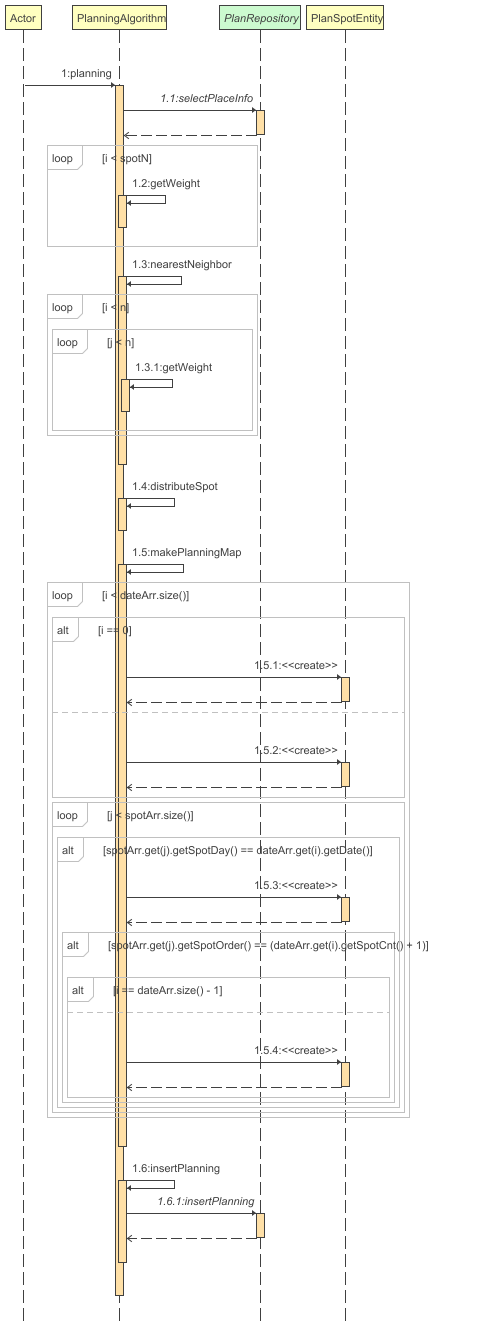 Actor
PlanningAlgorithm
PlanRepository
PlanSpotEntity
1:planning
1.1:selectPlaceInfo
loop
[i < spotN]
1.2:getWeight
1.3:nearestNeighbor
loop
[i < n]
loop
[j < n]
1.3.1:getWeight
1.4:distributeSpot
1.5:makePlanningMap
loop
[i < dateArr.size()]
alt
[i == 0]
1.5.1:<<create>>
1.5.2:<<create>>
loop
[j < spotArr.size()]
alt
[spotArr.get(j).getSpotDay() == dateArr.get(i).getDate()]
1.5.3:<<create>>
alt
[spotArr.get(j).getSpotOrder() == (dateArr.get(i).getSpotCnt() + 1)]
alt
[i == dateArr.size() - 1]
1.5.4:<<create>>
1.6:insertPlanning
1.6.1:insertPlanning